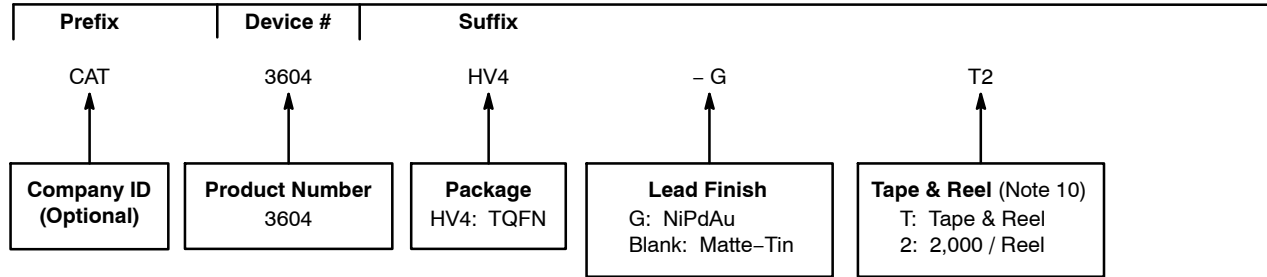 Prefix Device # Suffix
CAT 3604 HV4 – G T2
Company ID
(Optional)
Product Number
3604
Package
HV4: TQFN
Lead Finish
G: NiPdAu
Blank: Matte−Tin
Tape & Reel (Note 10)
T: Tape & Reel
2: 2,000 / Reel